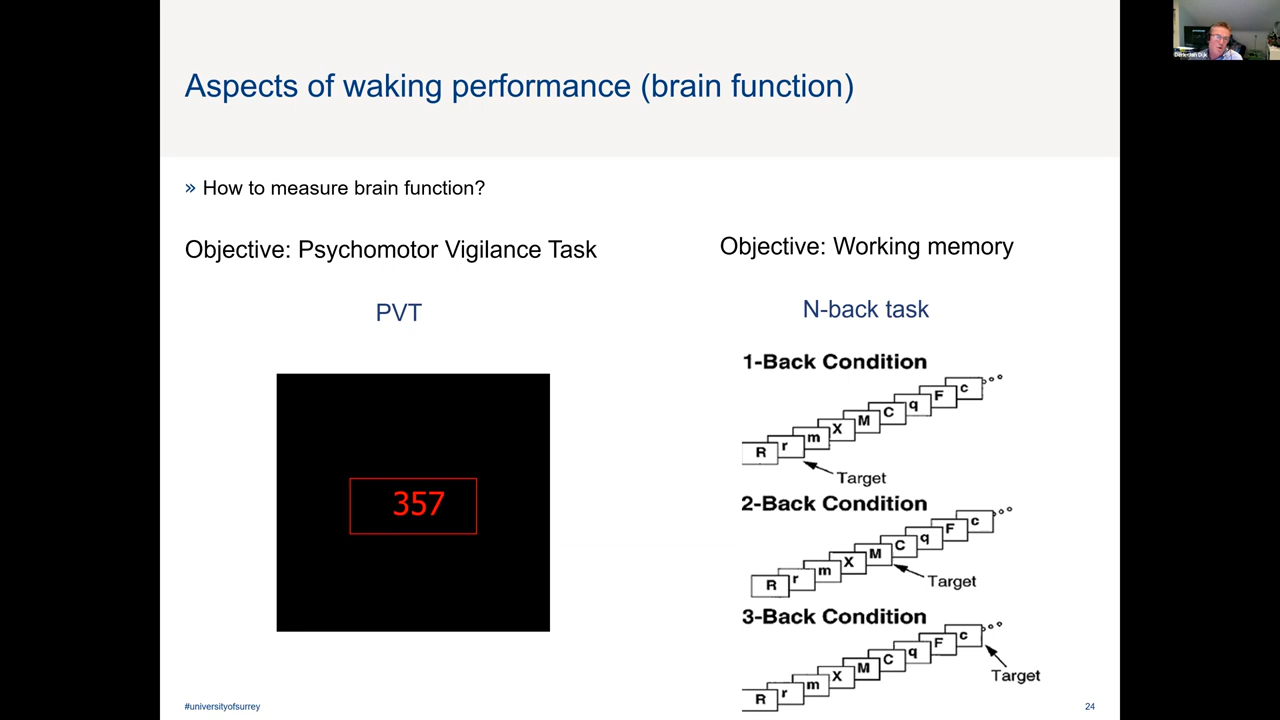 Aspects of waking performance (brain function)
» How to measure brain function?
Objective: Psychomotor Vigilance Task
PVT
357
Objective: Working memory
N-back task
1-Back Condition
R r m X M C q F c
Target
2-Back Condition
R r m X M C q F c
Target
3-Back Condition
R r m X M C q F c
Target
#universityofsurrey
24